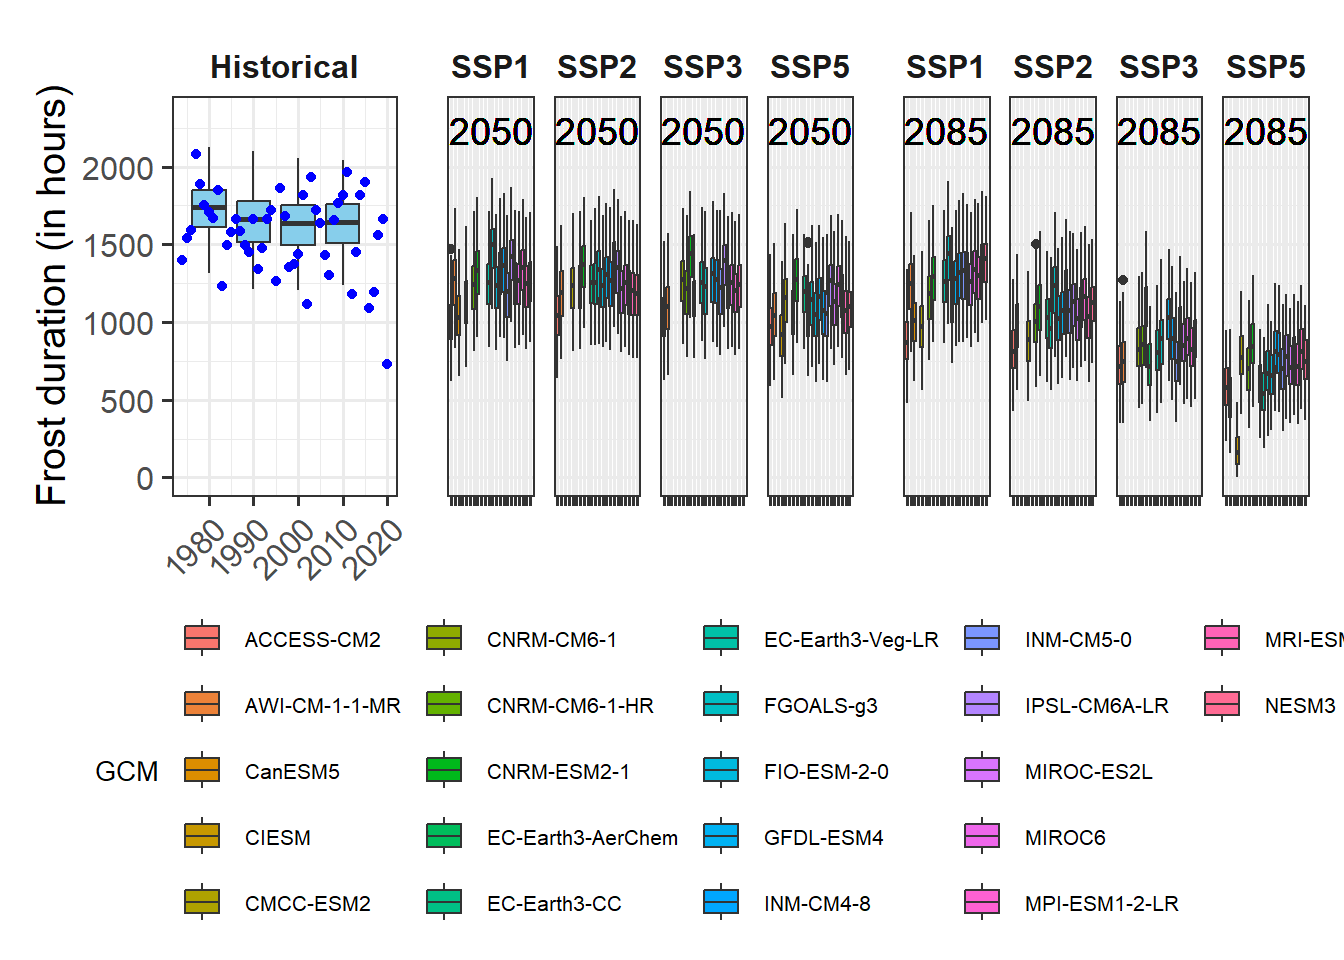 Historical SSP1 SSP2 SSP3 SSP5 SSP1 SSP2 SSP3 SSP5
2050 2050 2050 2050 2085 2085 2085 2085
Frost duration (in hours)
2000
1500
1000
500
0
1980 1990 2000 2010 2020
GCM
ACCESS-CM2
AWI-CM-1-1-MR
CanESM5
CIESM
CMCC-ESM2
CNRM-CM6-1
CNRM-CM6-1-HR
CNRM-ESM2-1
EC-Earth3-AerChem
EC-Earth3-CC
EC-Earth3-Veg-LR
FGOALS-g3
FIO-ESM-2-0
GFDL-ESM4
INM-CM4-8
INM-CM5-0
IPSL-CM6A-LR
MIROC-ES2L
MIROC6
MPI-ESM1-2-LR
MRI-ESM
NESM3